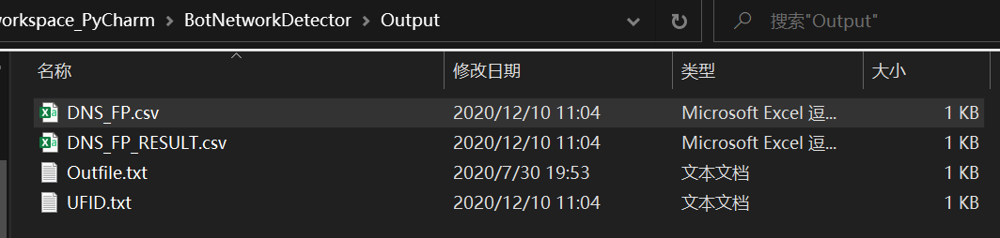 orkspace_PyCharm > BotNetworkDetector > Output 搜索"Output"
名称 修改日期 类型 大小
DNS_FP.csv 2020/12/10 11:04 Microsoft Excel 逗... 1 KB
DNS_FP_RESULT.csv 2020/12/10 11:04 Microsoft Excel 逗... 1 KB
Outfile.txt 2020/7/30 19:53 文本文档 1 KB
UFID.txt 2020/12/10 11:04 文本文档 1 KB